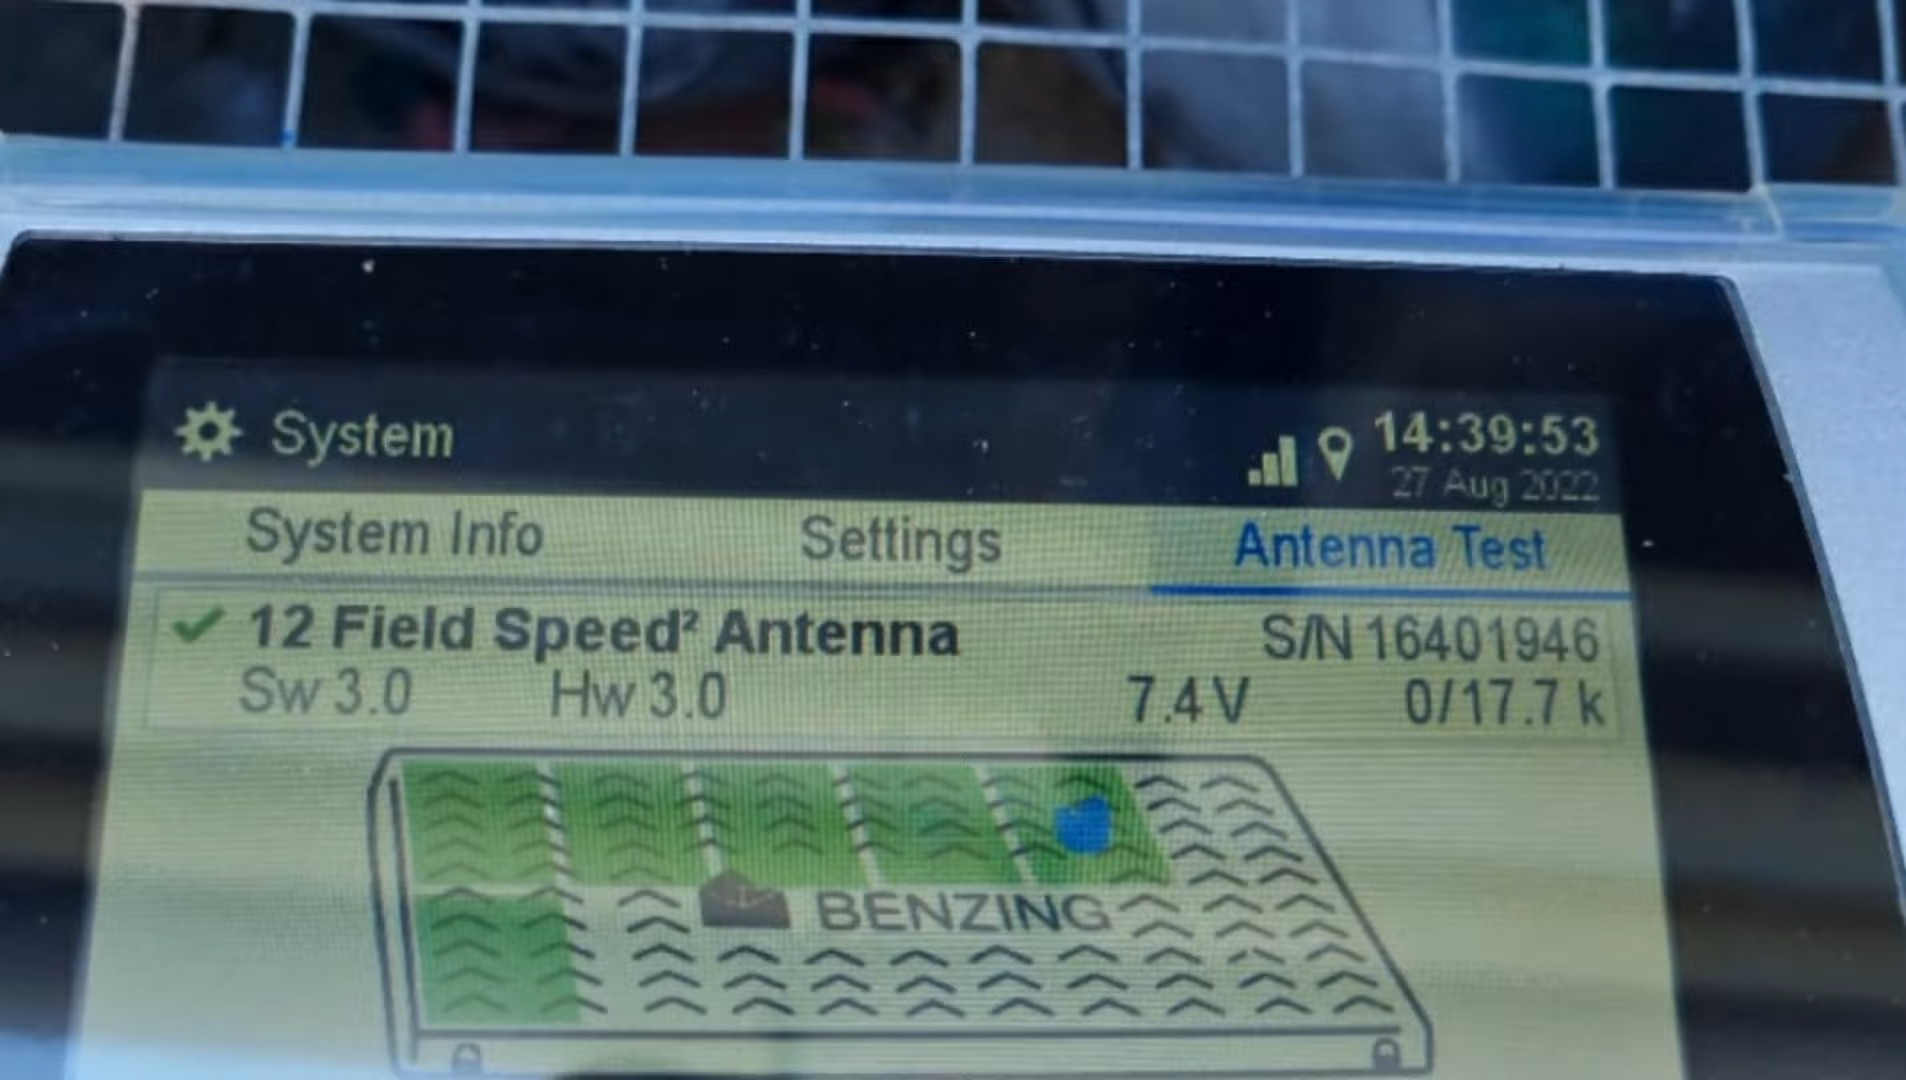 System 14:39:53
27 Aug 2022
System Info Settings Antenna Test
12 Field Speed² Antenna S/N 16401946
Sw 3.0 Hw 3.0 7.4 V 0/17.7 k
BENZING